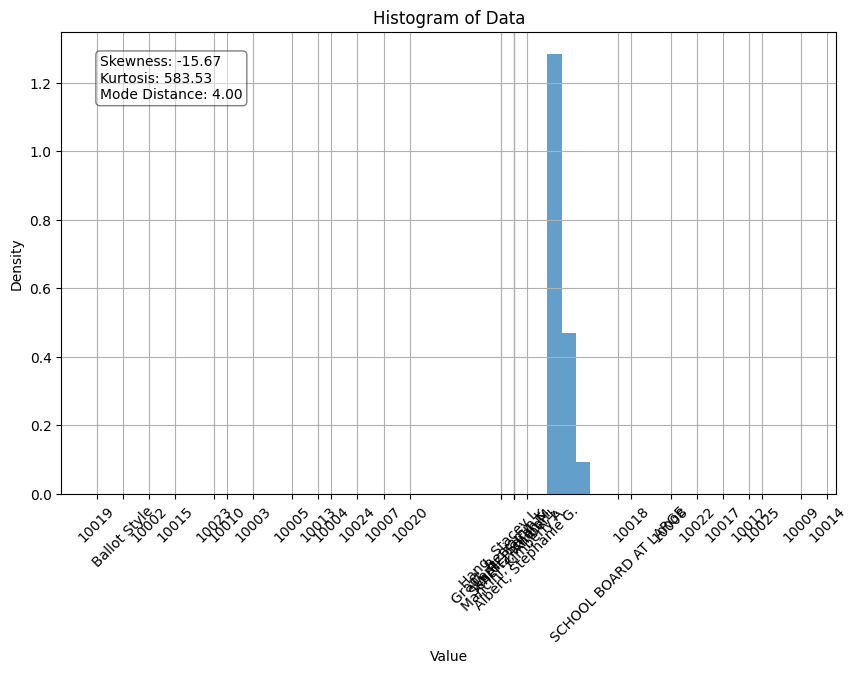 Histogram of Data
Skewness: -15.67
Kurtosis: 583.53
Mode Distance: 4.00
Density
1.2
1.0
0.8
0.6
0.4
0.2
0.0
10019
Ballot Style
10002
10015
10023
10010
10003
10005
10013
10004
10024
10007
10020
Hang, Stacey L.
Albert, Stephanie G.
10018
SCHOOL BOARD AT LARGE
10022
10017
10025
10009
10014
Value